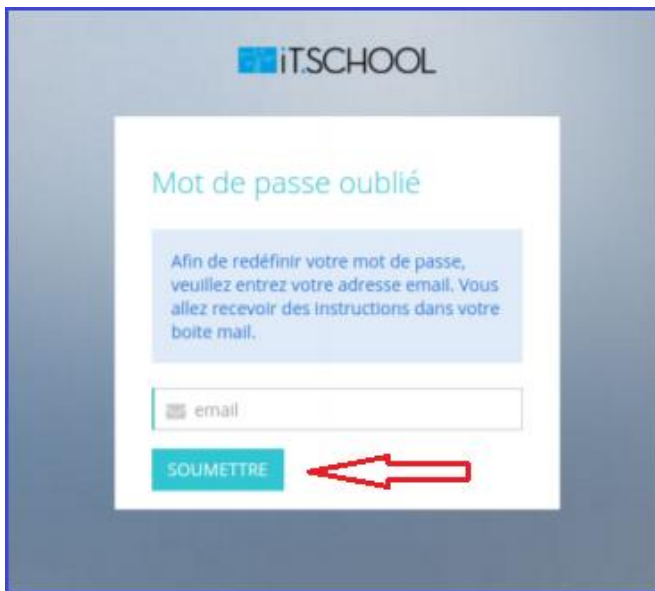 iT.SCHOOL
Mot de passe oublié
Afin de redéfinir votre mot de passe,
veuillez entrez votre adresse email. Vous
allez recevoir des instructions dans votre
boite mail.
email
SOUMETTRE